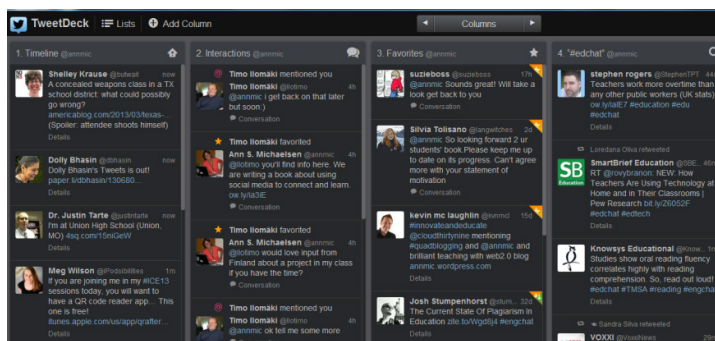 TweetDeck Lists Add Column Columns
1. Timeline @annmic
Shelley Krause @butwait now
A concealed weapons class in a TX
school district: what could possibly
go wrong?
americablog.com/2013/03/texas-...
(Spoiler: attendee shoots himself)
Details
Dolly Bhasin @dbhasin now
Dolly Bhasin's Tweets is out!
paper.li/dbhasin/130680...
Details
Dr. Justin Tarte @justintarte now
I'm at Union High School (Union,
MO) 4sq.com/15niGeW
Details
Meg Wilson @iPodsibilities 1m
If you are joining me in my #ICE13
sessions today, you will want to
have a QR code reader app... This
one is free!
itunes.apple.com/us/app/qrafter...
Details
2. Interactions @annmic
Timo Ilomäki mentioned you
Timo Ilomäki @ilotimo 4h
@annmic i get back on that later
but soon:)
Conversation
Timo Ilomäki favorited
Ann S. Michaelsen @annmic 4h
@ilotimo you'll find info here. We
are writing a book about using
social media to connect and learn.
ow.ly/ia3iE
Details
Timo Ilomäki favorited
Ann S. Michaelsen @annmic 4h
@ilotimo would love input from
Finland about a project in my class
if you have the time?
Conversation
Timo Ilomäki mentioned you
Timo Ilomäki @ilotimo 4h
@annmic ok tell me some more
Conversation
3. Favorites @annmic
suzieboss @suzieboss 17h
@annmic Sounds great! Will take a
look get back to you
Conversation
Silvia Tolisano @langwitches 2d
@annmic So looking forward 2 ur
students' book.Please keep me up
to date on its progress. Can't agree
more with your statement of
motivation
Conversation
kevin mc laughlin @kvnmcl 15d
#innovateandeducate
@cloudthirtynine mentioning
#quadblogging and @annmic and
brilliant teaching with web2.0 blog
annmic.wordpress.com
Details
Josh Stumpenhorst @stum... 32d
The Current State Of Plagiarism In
Education zite.to/Wgd8j4 #engchat
Details
4. "#edchat" @annmic
stephen rogers @StephenTPT 44s
Teachers work more overtime than
any other public workers (UK stats)
ow.ly/iatE7 #education #edu
#edchat
Details
Loredana Oliva retweeted
SmartBrief Education @SBE... 46m
RT @rovybranon: NEW: How
Teachers Are Using Technology at
Home and in Their Classrooms |
Pew Research bit.ly/Z6052F
#edchat #edtech
Details
Knowsys Educational @Know... 1m
Studies show oral reading fluency
correlates highly with reading
comprehension. So, read out loud!
#edchat #TMSA #reading #engchat
Details
Sandra Silva retweeted
VOXXI @VoxxiNews 29m
SB
Education